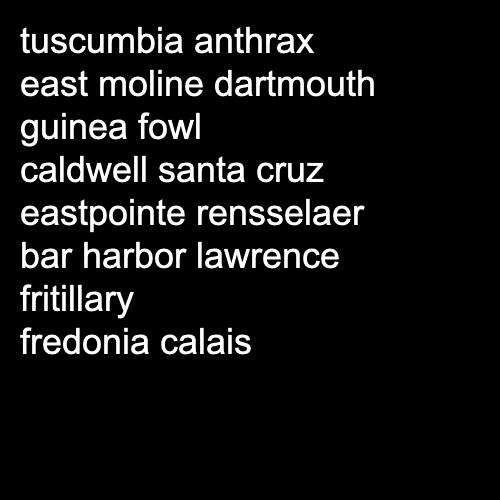 tuscumbia anthrax
east moline dartmouth
guinea fowl
caldwell santa cruz
eastpointe rensselaer
bar harbor lawrence
fritillary
fredonia calais